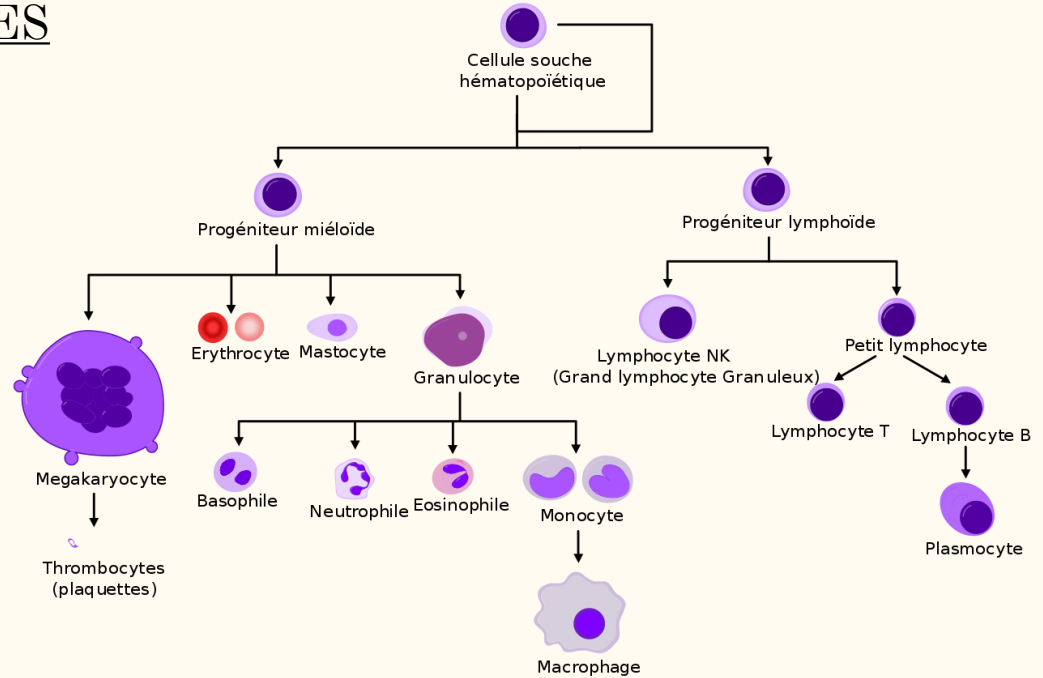 ES
Cellule souche
hématopoïétique
Progéniteur miéloïde
Progéniteur lymphoïde
Erythrocyte
Mastocyte
Granulocyte
Lymphocyte NK
(Grand lymphocyte Granuleux)
Petit lymphocyte
Lymphocyte T
Lymphocyte B
Megakaryocyte
Basophile
Neutrophile
Eosinophile
Monocyte
Plasmocyte
Thrombocytes
(plaquettes)
Macrophage